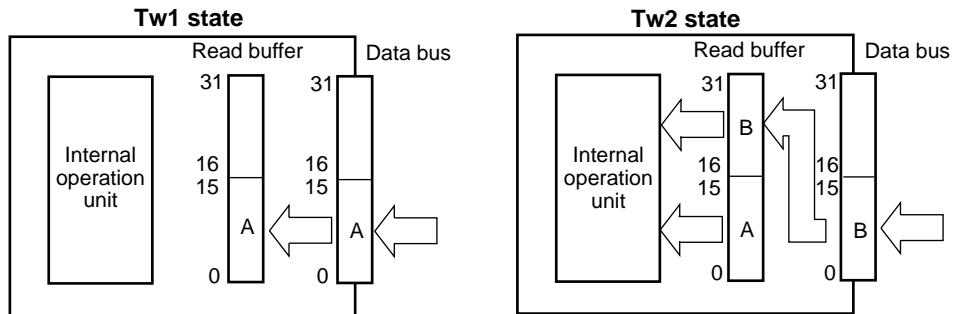 Tw1 state
Read buffer
Data bus
31
31
Internal
operation
unit
16
15
16
15
A
A
0
0
Tw2 state
Read buffer
Data bus
31
31
Internal
operation
unit
B
16
15
16
15
A
B
0
0